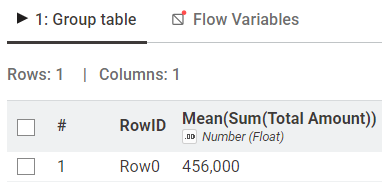 1: Group table Flow Variables
Rows: 1 | Columns: 1
# RowID Mean(Sum(Total Amount))
Number (Float)
1 Row0 456,000